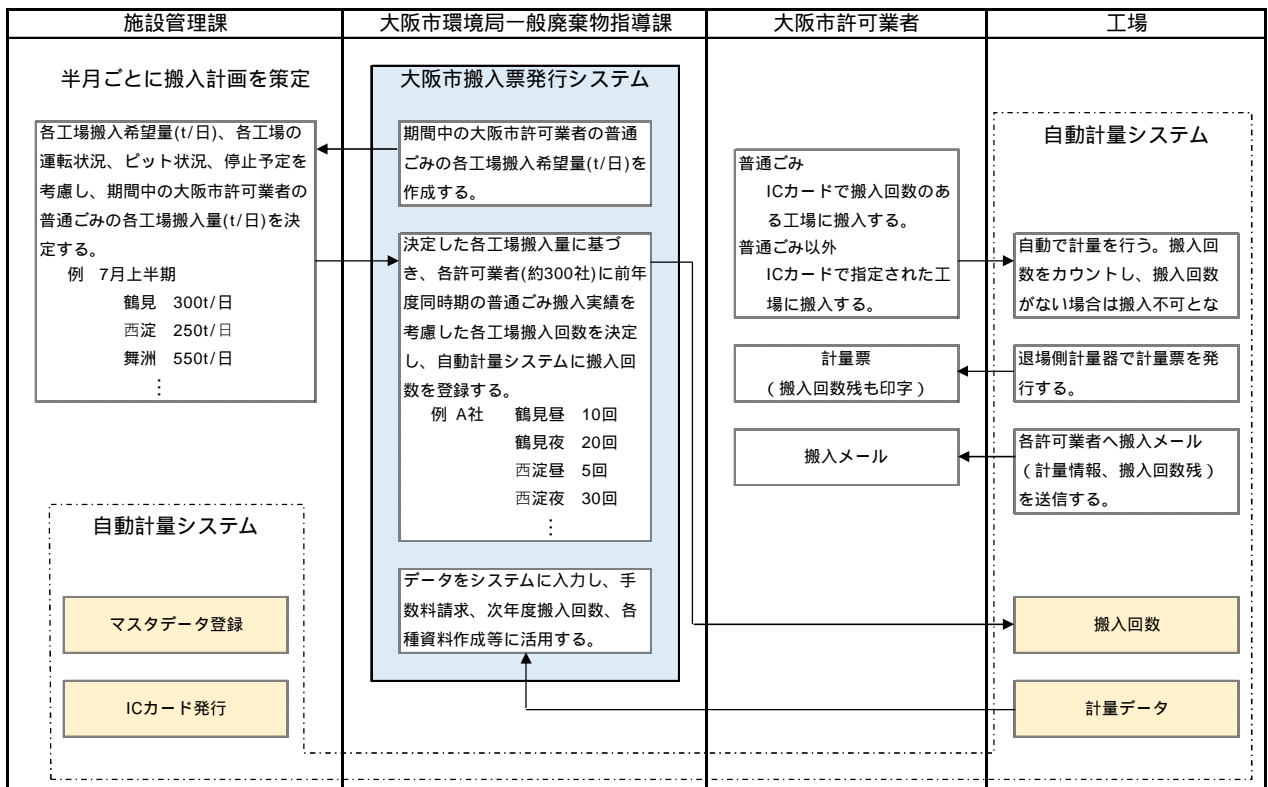 施設管理課
大阪市環境局一般廃棄物指導課
大阪市許可業者
工場
半月ごとに搬入計画を策定
各工場搬入希望量(t/日)、各工場の
運転状況、ピット状況、停止予定を
考慮し、期間中の大阪市許可業者の
普通ごみの各工場搬入量(t/日)を決
定する。
例 7月上半期
鶴見 300t/日
西淀 250t/日
舞洲 550t/日
⋮
自動計量システム
マスタデータ登録
ICカード発行
大阪市搬入票発行システム
期間中の大阪市許可業者の普通
ごみの各工場搬入希望量(t/日)を
作成する。
決定した各工場搬入量に基づ
き、各許可業者(約300社)に前年
度同時期の普通ごみ搬入実績を
考慮した各工場搬入回数を決定
し、自動計量システムに搬入回
数を登録する。
例 A社 鶴見昼 10回
鶴見夜 20回
西淀昼 5回
西淀夜 30回
⋮
データをシステムに入力し、手
数料請求、次年度搬入回数、各
種資料作成等に活用する。
普通ごみ
ICカードで搬入回数のあ
る工場に搬入する。
普通ごみ以外
ICカードで指定された工
場に搬入する。
計量票
(搬入回数残も印字)
搬入メール
自動計量システム
自動で計量を行う。搬入回
数をカウントし、搬入回数
がない場合は搬入不可とな
退場側計量器で計量票を発
行する。
各許可業者へ搬入メール
(計量情報、搬入回数残)
を送信する。
搬入回数
計量データ